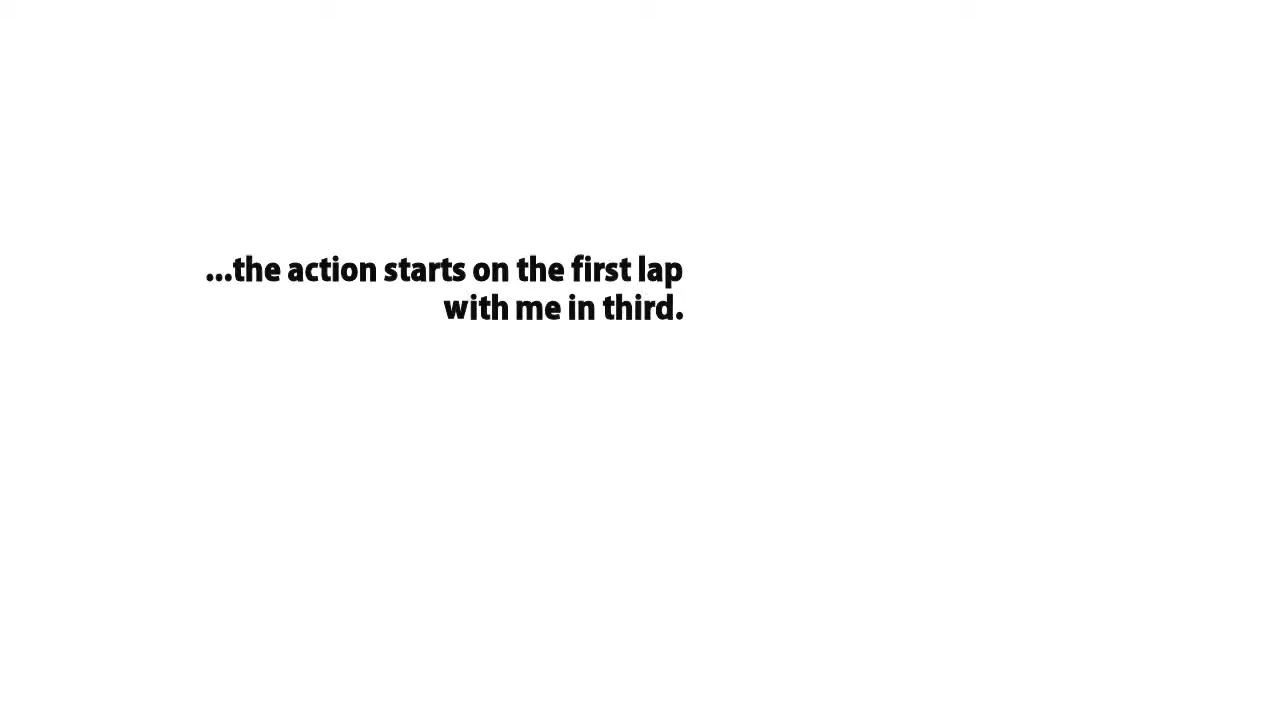 ...the action starts on the first lap
with me in third.